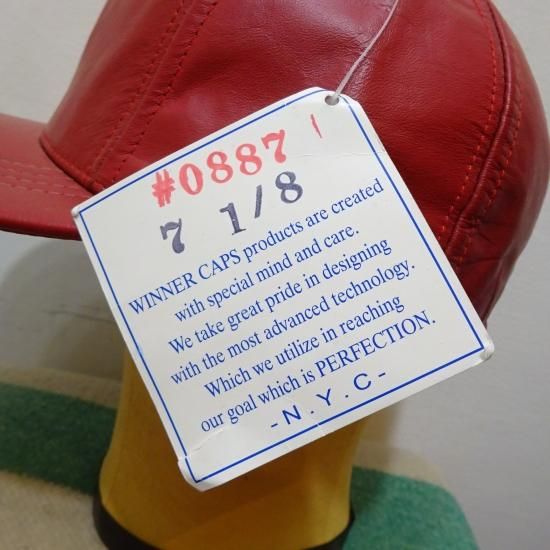 #0887
7 1/8
WINNER CAPS products are created
with special mind and care.
We take great pride in designing
with the most advanced technology.
Which we utilize in reaching
our goal which is PERFECTION.
-N.Y.C-